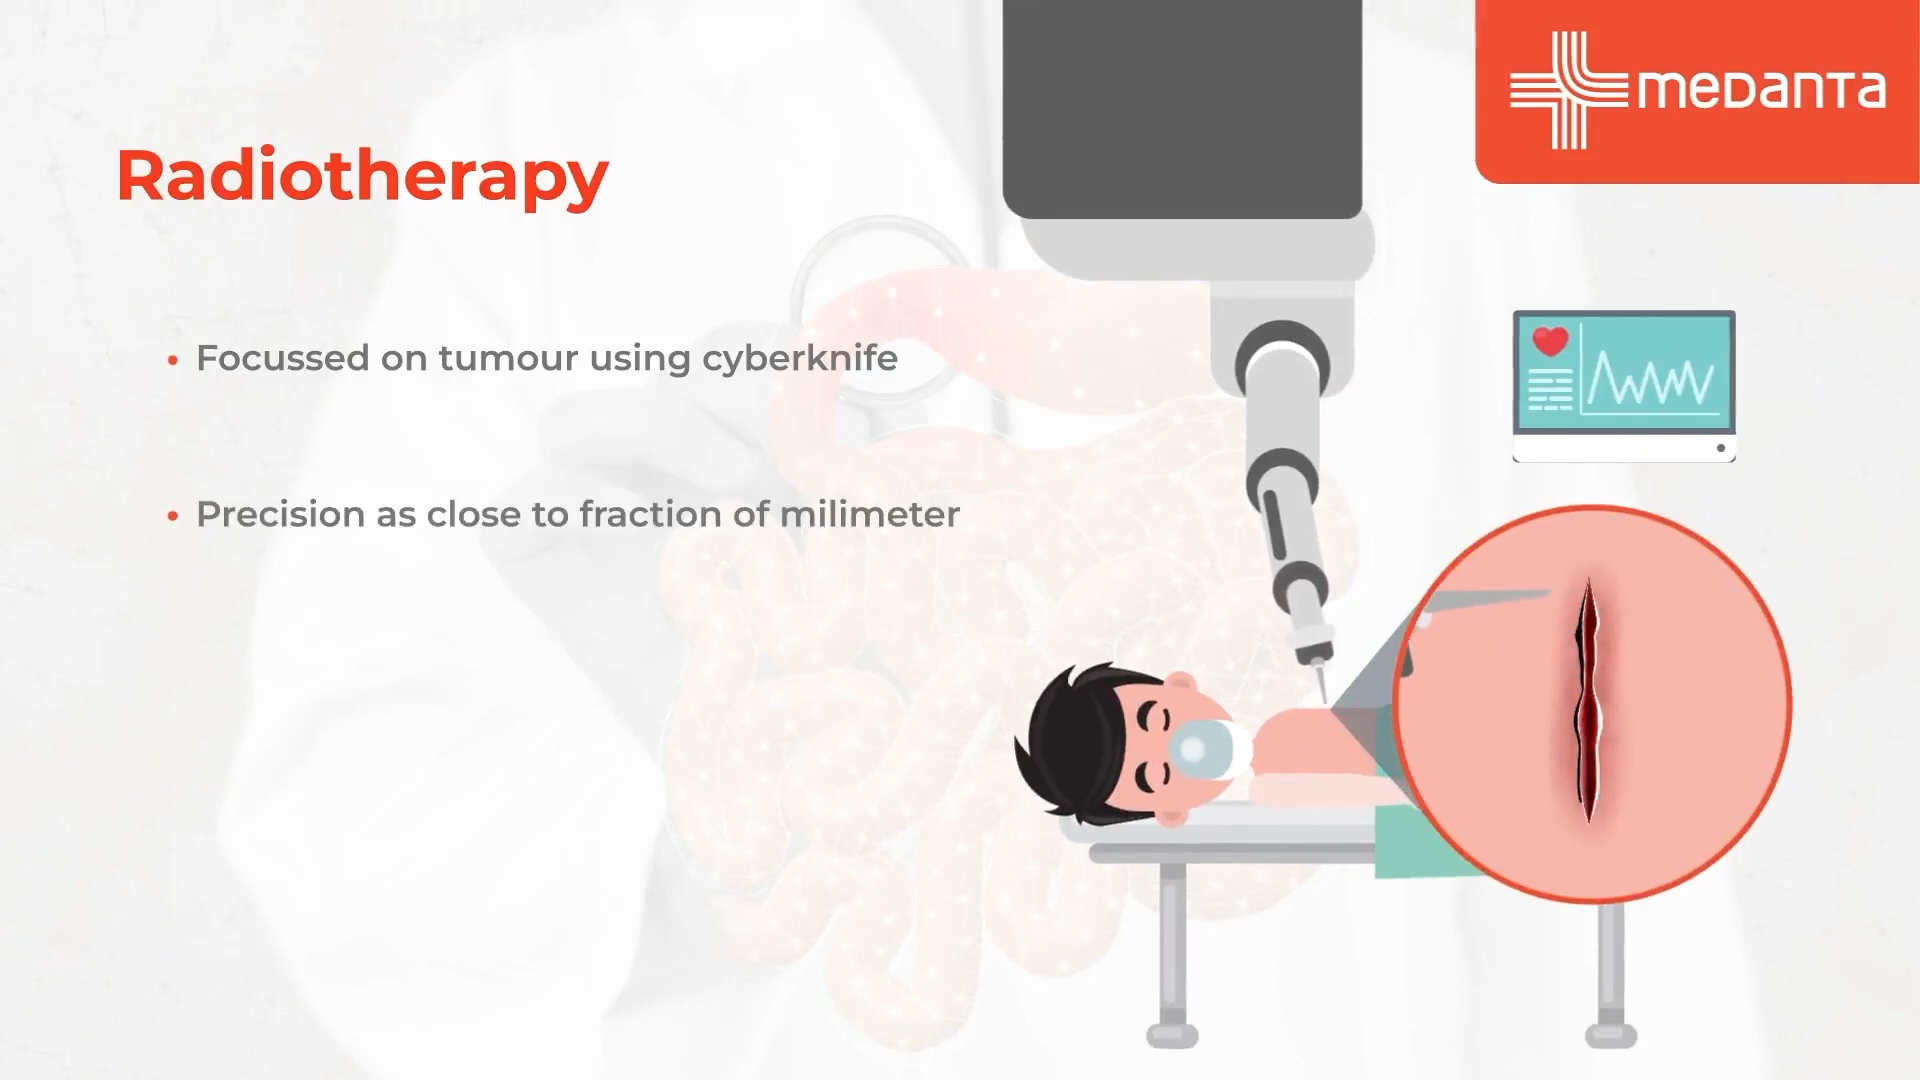 medanta
Radiotherapy
• Focussed on tumour using cyberknife
• Precision as close to fraction of milimeter